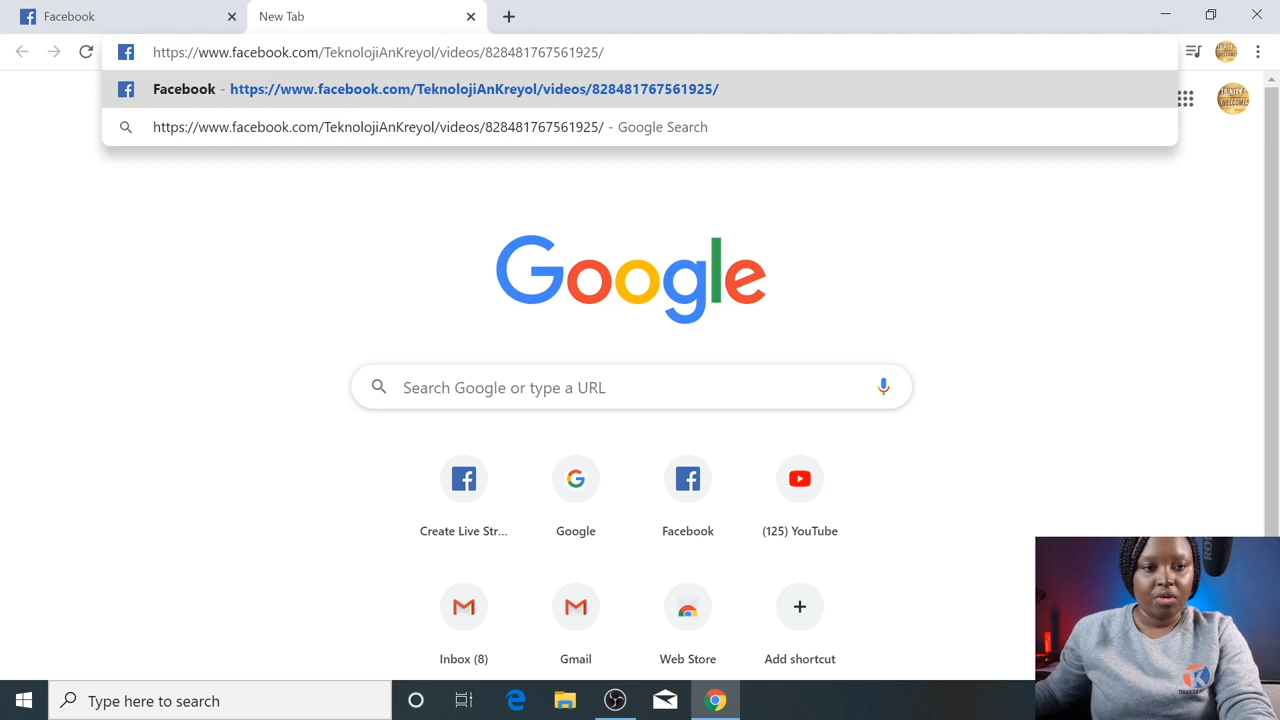 Facebook
New Tab
https://www.facebook.com/TeknolojiAnKreyol/videos/828481767561925/
Facebook - https://www.facebook.com/TeknolojiAnKreyol/videos/828481767561925/
https://www.facebook.com/TeknolojiAnKreyol/videos/828481767561925/ - Google Search
Google
Search Google or type a URL
Create Live Str...
Google
Facebook
(125) YouTube
Inbox (8)
Gmail
Web Store
Add shortcut
Type here to search